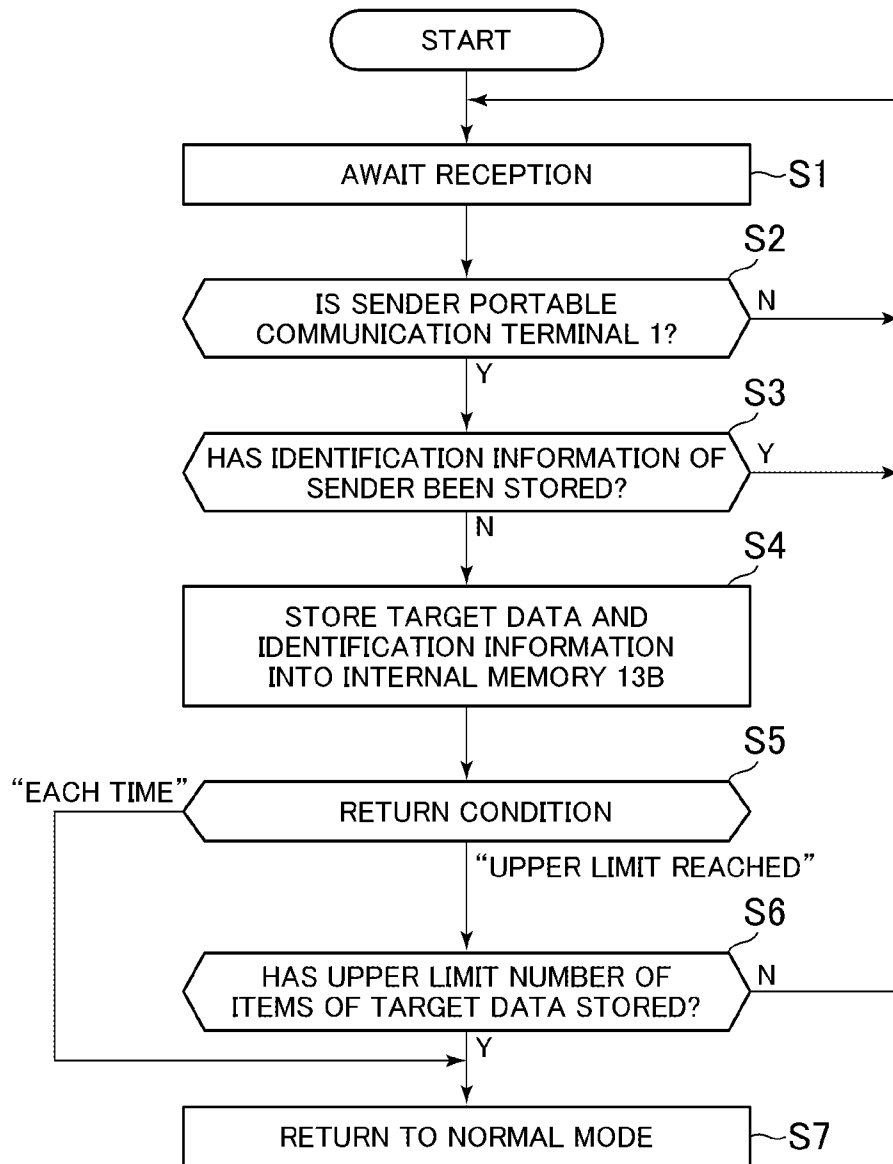 START
AWAIT RECEPTION
S1
S2
IS SENDER PORTABLE
COMMUNICATION TERMINAL 1?
N
Y
S3
HAS IDENTIFICATION INFORMATION OF
SENDER BEEN STORED?
Y
N
S4
STORE TARGET DATA AND
IDENTIFICATION INFORMATION
INTO INTERNAL MEMORY 13B
S5
“EACH TIME”
RETURN CONDITION
“UPPER LIMIT REACHED”
S6
HAS UPPER LIMIT NUMBER OF
ITEMS OF TARGET DATA STORED?
N
Y
RETURN TO NORMAL MODE
S7